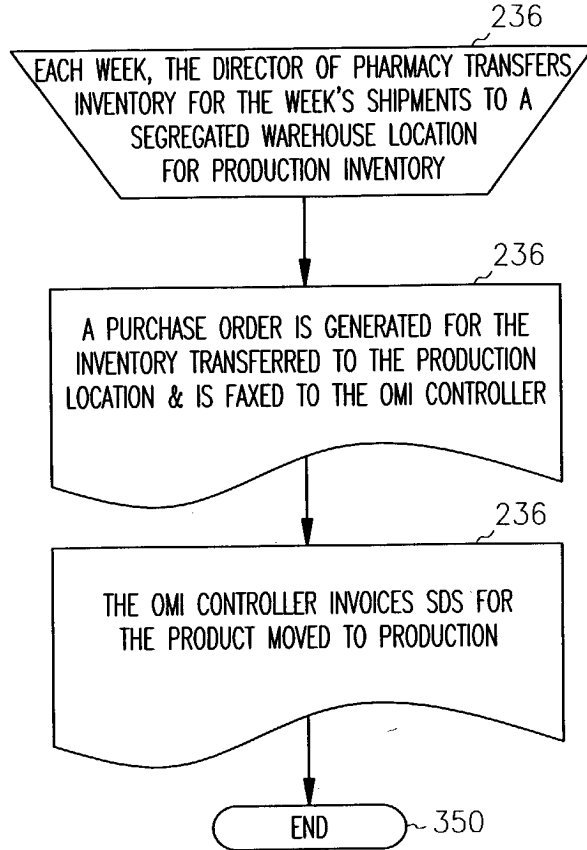 236
EACH WEEK, THE DIRECTOR OF PHARMACY TRANSFERS
INVENTORY FOR THE WEEK'S SHIPMENTS TO A
SEGREGATED WAREHOUSE LOCATION
FOR PRODUCTION INVENTORY
236
A PURCHASE ORDER IS GENERATED FOR THE
INVENTORY TRANSFERRED TO THE PRODUCTION
LOCATION & IS FAXED TO THE OMI CONTROLLER
236
THE OMI CONTROLLER INVOICES SDS FOR
THE PRODUCT MOVED TO PRODUCTION
END
350